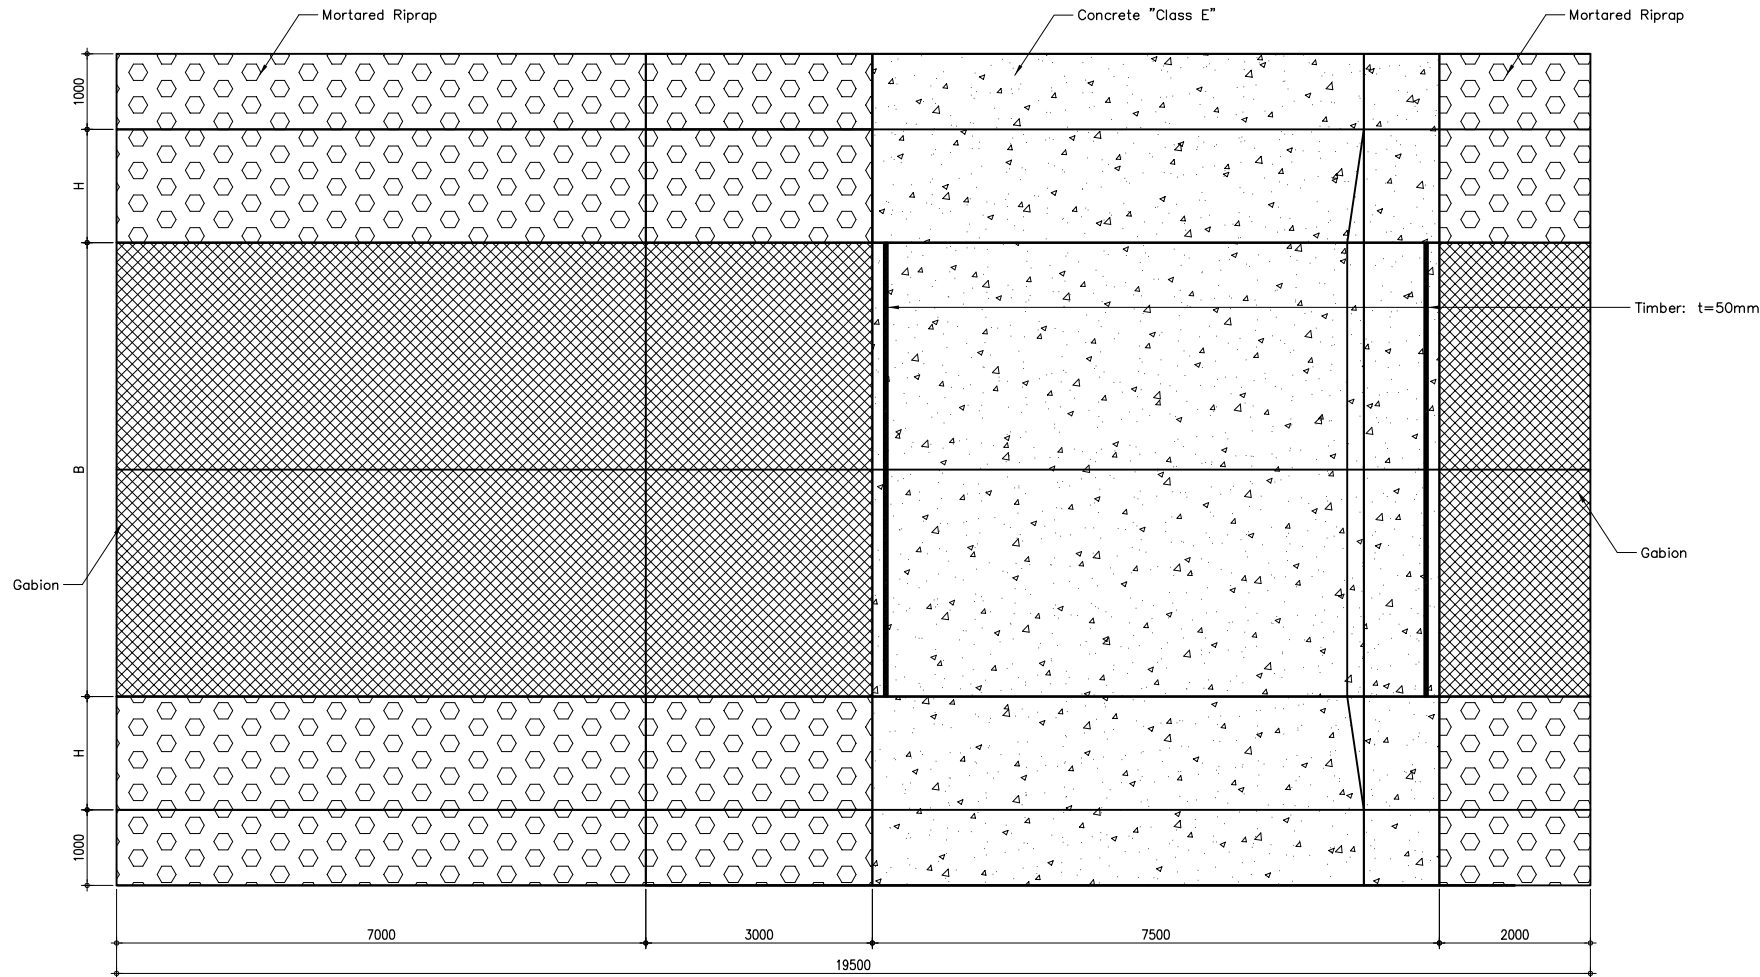 Mortared Riprap
Concrete "Class E"
Mortared Riprap
1000
H
Timber: t=50mm
B
Gabion
Gabion
H
1000
7000
3000
7500
2000
19500